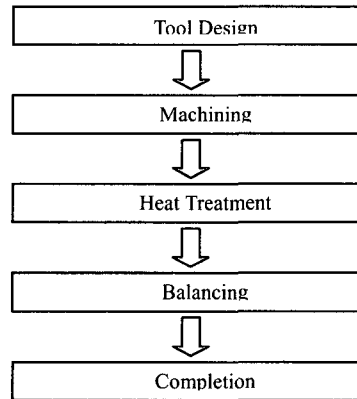 Tool Design
Machining
Heat Treatment
Balancing
Completion